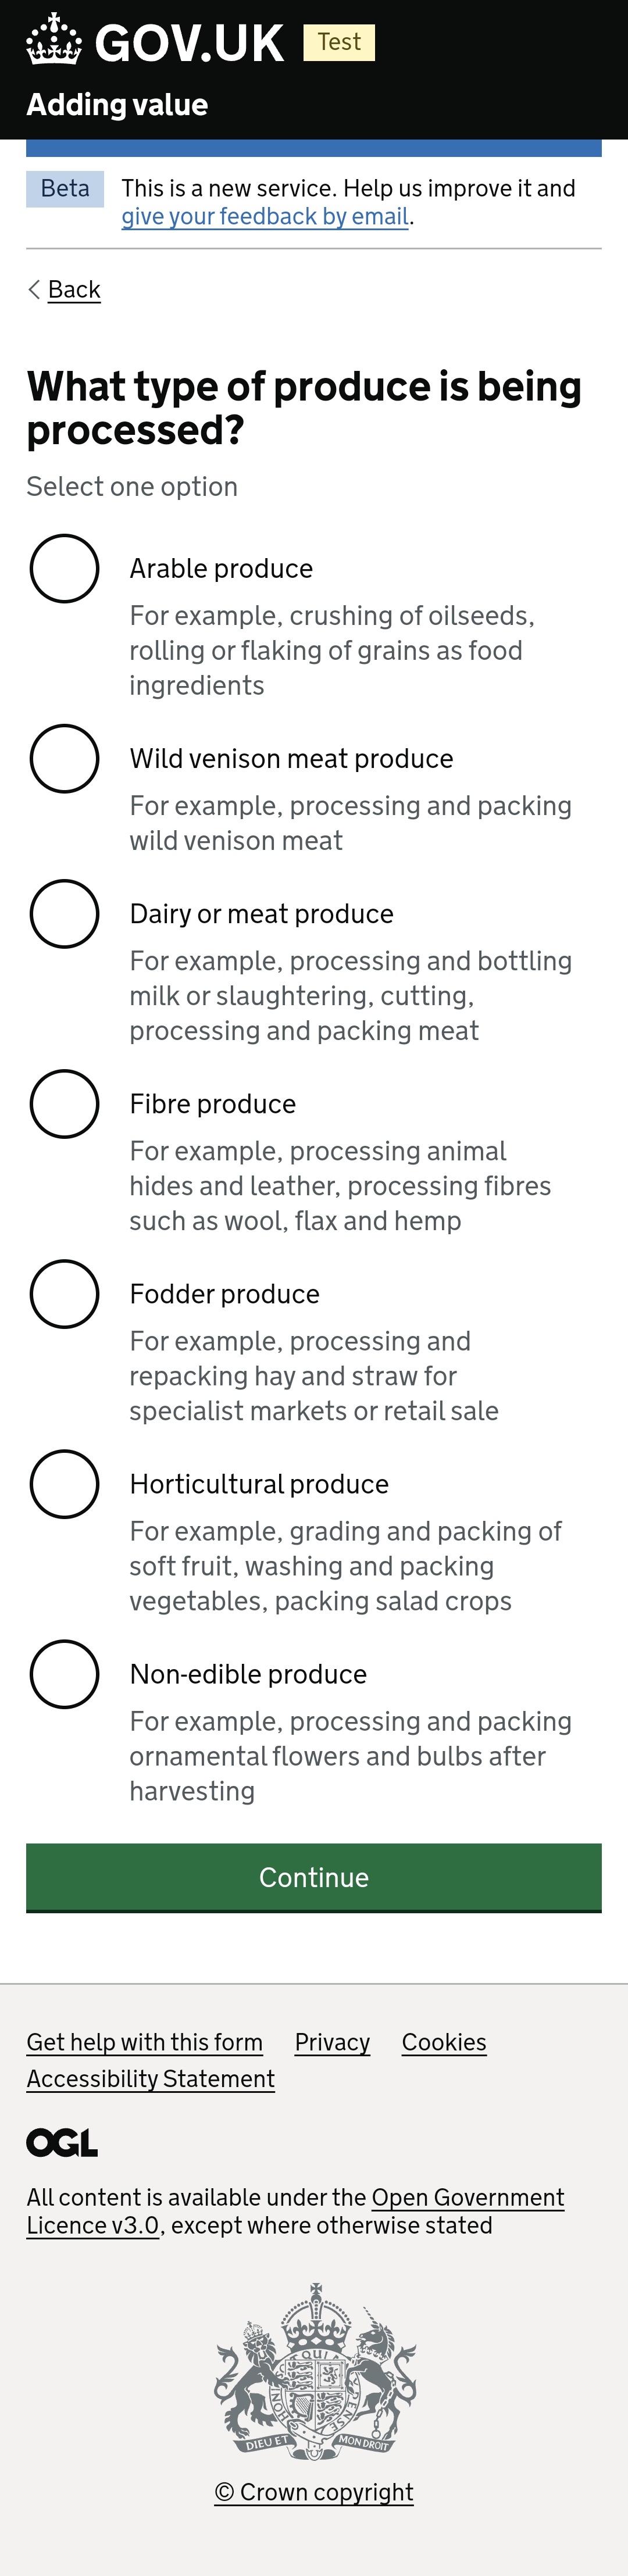 GOV.UK Test
Adding value
Beta
This is a new service. Help us improve it and
give your feedback by email.
Back
What type of produce is being
processed?
Select one option
Arable produce
For example, crushing of oilseeds,
rolling or flaking of grains as food
ingredients
Wild venison meat produce
For example, processing and packing
wild venison meat
Dairy or meat produce
For example, processing and bottling
milk or slaughtering, cutting,
processing and packing meat
Fibre produce
For example, processing animal
hides and leather, processing fibres
such as wool, flax and hemp
Fodder produce
For example, processing and
repacking hay and straw for
specialist markets or retail sale
Horticultural produce
For example, grading and packing of
soft fruit, washing and packing
vegetables, packing salad crops
Non-edible produce
For example, processing and packing
ornamental flowers and bulbs after
harvesting
Continue
Get help with this form Privacy Cookies
Accessibility Statement
OGL
All content is available under the Open Government
Licence v3.0, except where otherwise stated
DIEU ET MON DROIT
© Crown copyright